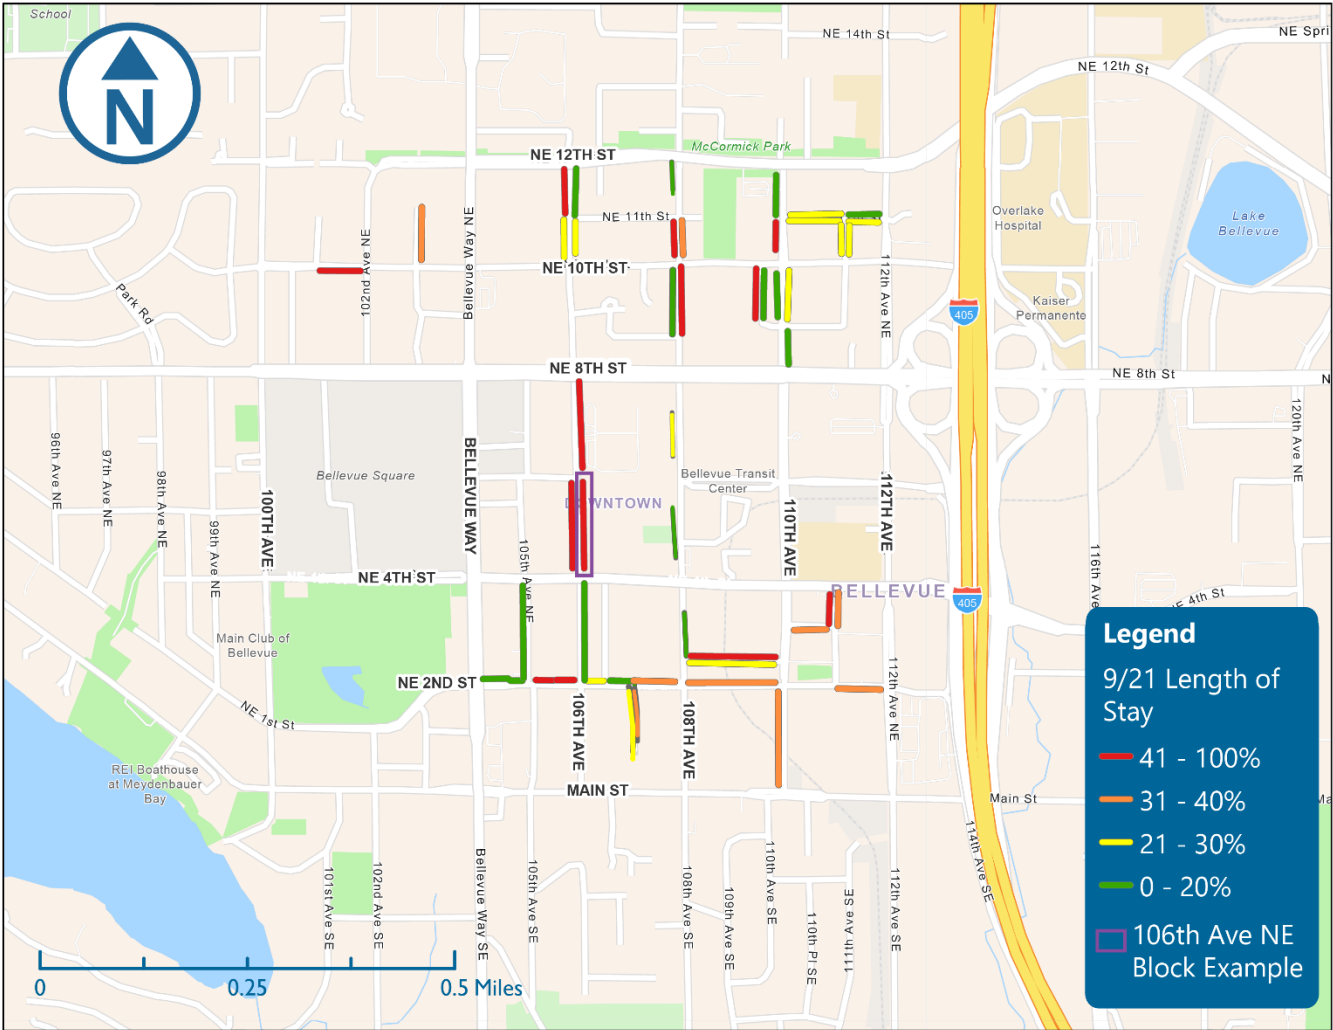 School
N
NE 14th St
NE Spri
NE 12th St
McCormick Park
NE 12TH ST
NE 11th St
Overlake
Hospital
Lake
Bellevue
Bellevue Way NE
102nd Ave NE
NE 10TH ST
112th Ave NE
Park Rd
405
Kaiser
Permanente
NE 8TH ST
NE 8th St
N
96th Ave NE
97th Ave NE
98th Ave NE
99th Ave NE
100TH AVE
Bellevue Square
BELLEVUE WAY
DOWNTOWN
Bellevue Transit
Center
110TH AVE
112TH AVE
120th Ave NE
105th Ave NE
116th Ave
NE 4TH ST
BELLEVUE
405
NE 4th St
Main Club of
Bellevue
NE 2ND ST
NE 1st St
106TH AVE
108TH AVE
112th Ave NE
REI Boathouse
at Meydenbauer
Bay
MAIN ST
Main St
Ma
101st Ave SE
102nd Ave SE
Bellevue Way SE
105th Ave SE
108th Ave SE
109th Ave SE
110th Ave SE
110th Pl SE
111th Ave SE
112th Ave SE
114th Ave SE
0
0.25
0.5 Miles
Legend
9/21 Length of
Stay
41 - 100%
31 - 40%
21 - 30%
0 - 20%
106th Ave NE
Block Example